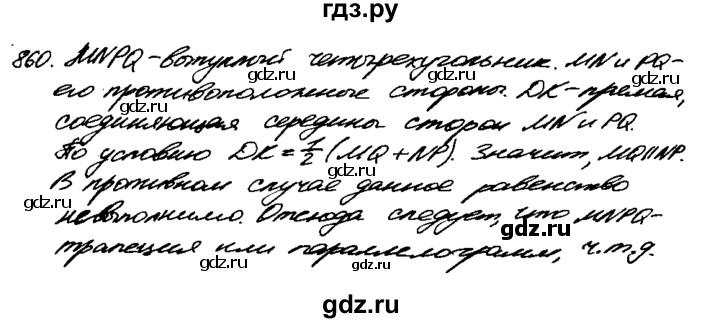 гдз.ру
860. MNPQ - выпуклый четырехугольник. MN и PQ -
его противоположные стороны. DK - прямая,
соединяющая середины сторон MN и PQ.
По условию DK = 1/2 (MQ + NP). Значит, MQ || NP.
В противном случае данное равенство
невыполнимо. Отсюда следует, что MNPQ -
трапеция или параллелограмм, ч.т.д.
gdz.ru
gdz.ru
gdz.ru
gdz.ru
gdz.ru
gdz.ru
gdz.ru
gdz.ru
gdz.ru
gdz.ru